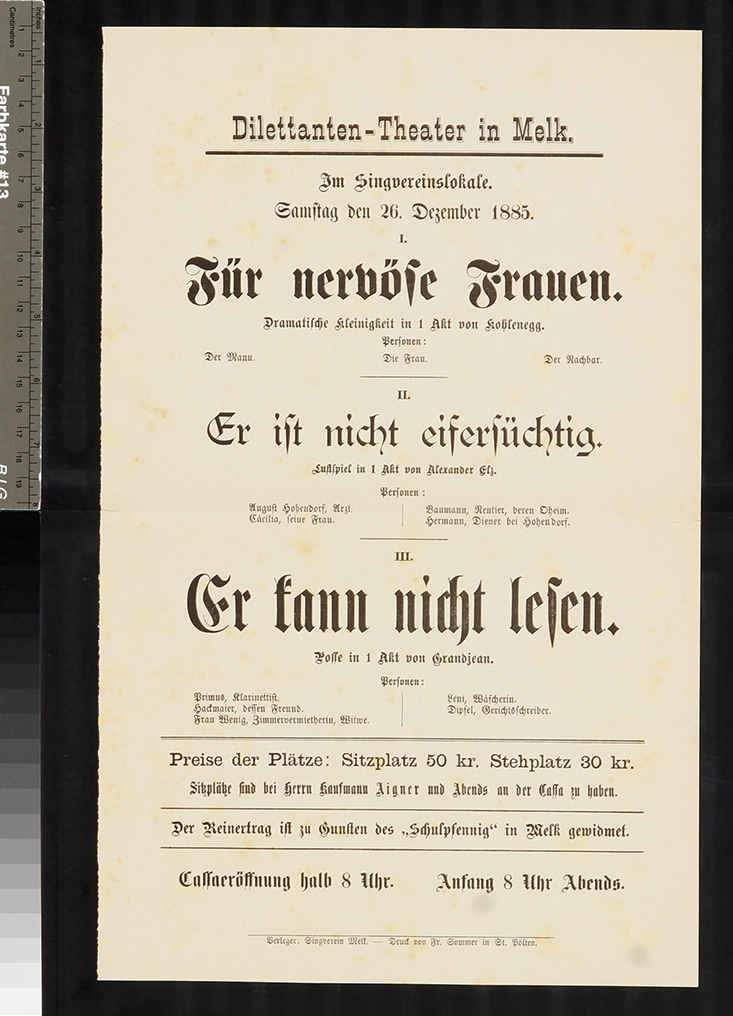 Inches
Centimetres
Farbkarte #13
B.I.G
Dilettanten-Theater in Melk.
Im Singvereinslokale.
Samstag den 26. Dezember 1885.
I.
Für nervöse Frauen.
Dramatische Kleinigkeit in 1 Akt von Kohlenegg.
Personen:
Der Mann. Die Frau. Der Nachbar.
II.
Er ist nicht eifersüchtig.
Lustspiel in 1 Akt von Alexander Elz.
Personen:
August Hohendorf, Arzt.
Cäcilia, seine Frau.
Baumann, Rentier, deren Oheim.
Hermann, Diener bei Hohendorf.
III.
Er kann nicht lesen.
Posse in 1 Akt von Grandjean.
Personen:
Primus, Klarinettist.
Hackmaier, dessen Freund.
Frau Wenig, Zimmervermietherin, Witwe.
Leni, Wäscherin.
Dipfel, Gerichtsschreiber.
Preise der Plätze: Sitzplatz 50 kr. Stehplatz 30 kr.
Sitzplätze sind bei Herrn Kaufmann Aigner und Abends an der Cassa zu haben.
Der Reinertrag ist zu Gunsten des „Schulpfennig“ in Melk gewidmet.
Cassaeröffnung halb 8 Uhr. Anfang 8 Uhr Abends.
Verleger: Singverein Melk. — Druck von Fr. Sommer in St. Pölten.